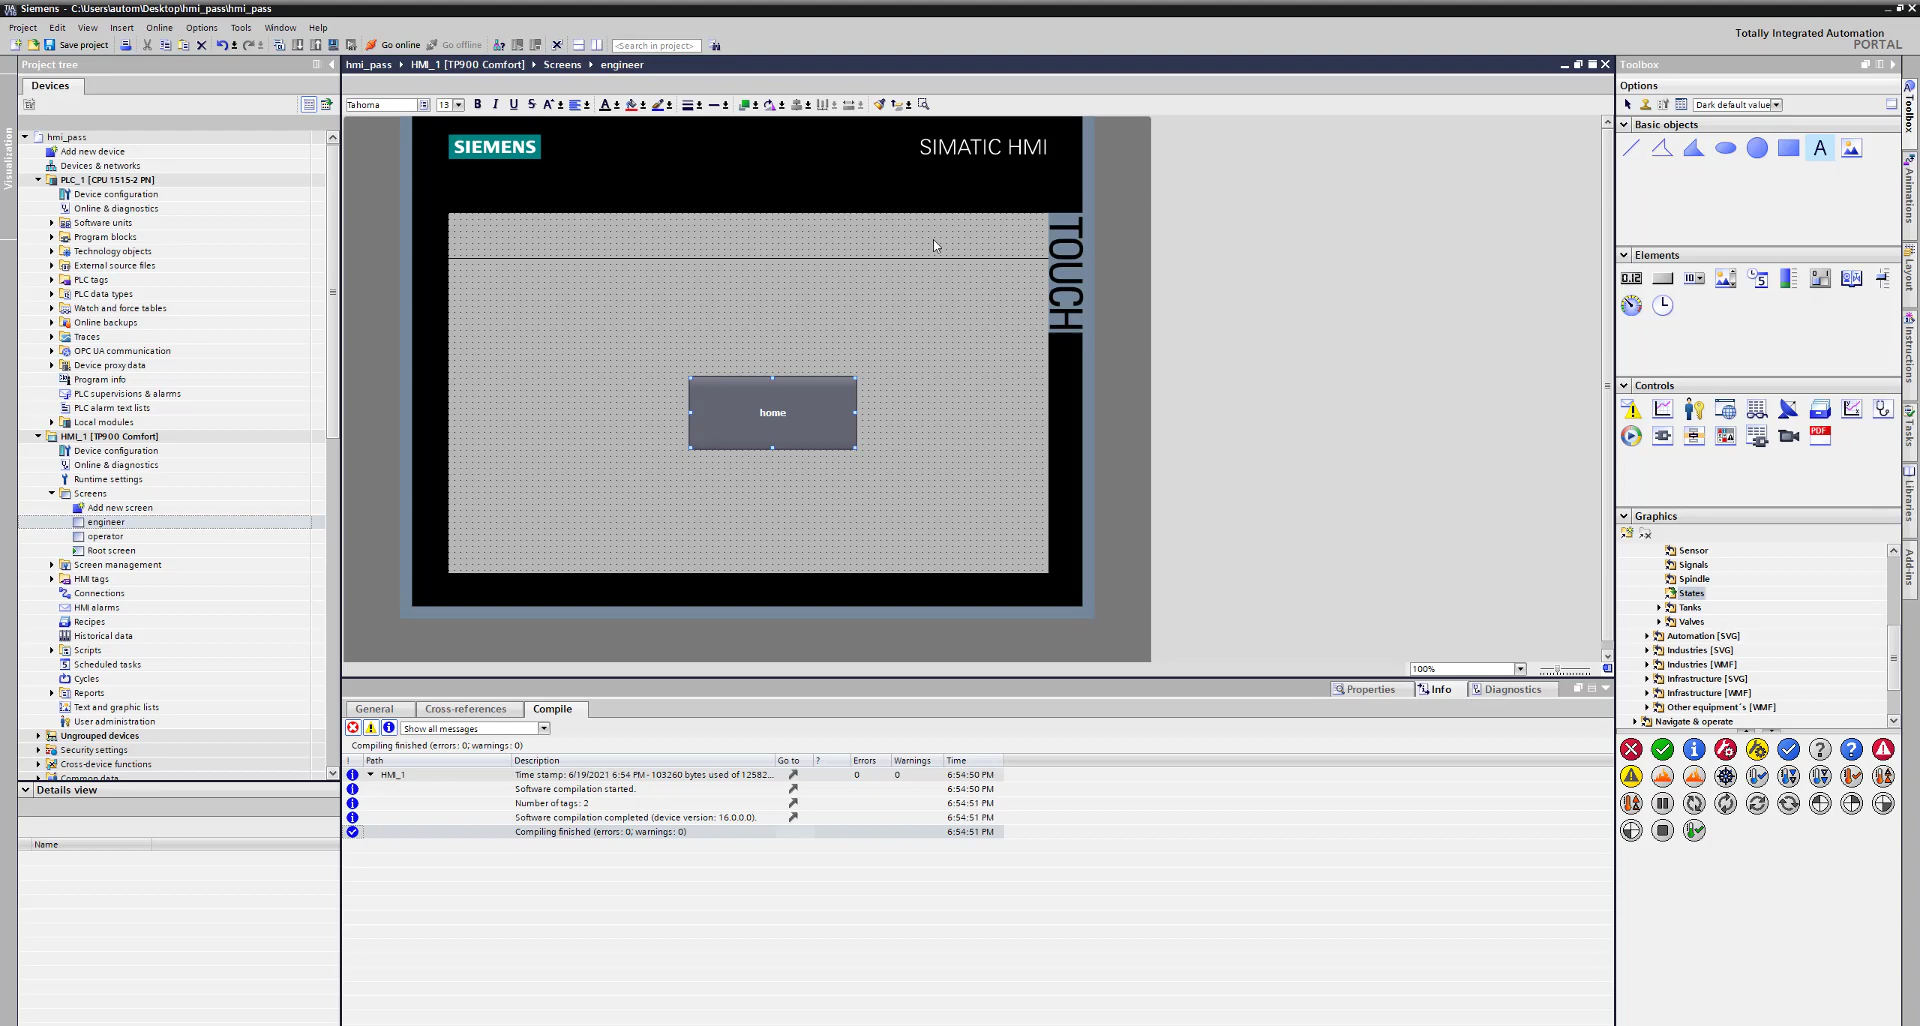 Siemens - C:\Users\autom\Desktop\hmi_pass\hmi_pass
Project Edit View Insert Online Options Tools Window Help
Totally Integrated Automation
PORTAL
Save project
Go online
Go offline
<Search in project>
Project tree
hmi_pass HMI_1 [TP900 Comfort] Screens engineer
Toolbox
Devices
Visualization
hmi_pass
Add new device
Devices & networks
PLC_1 [CPU 1515-2 PN]
Device configuration
Online & diagnostics
Software units
Program blocks
Technology objects
External source files
PLC tags
PLC data types
Watch and force tables
Online backups
Traces
OPC UA communication
Device proxy data
Program info
PLC supervisions & alarms
PLC alarm text lists
Local modules
HMI_1 [TP900 Comfort]
Device configuration
Online & diagnostics
Runtime settings
Screens
Add new screen
engineer
operator
Root screen
Screen management
HMI tags
Connections
HMI alarms
Recipes
Historical data
Scripts
Scheduled tasks
Cycles
Reports
Text and graphic lists
User administration
Ungrouped devices
Security settings
Cross-device functions
Common data
Details view
Name
Tahoma 13
SIEMENS
SIMATIC HMI
TOUCH
home
100%
Properties Info Diagnostics
General Cross-references Compile
Show all messages
Compiling finished (errors: 0; warnings: 0)
! Path Description Go to ? Errors Warnings Time
HMI_1 Time stamp: 6/19/2021 6:54 PM - 103260 bytes used of 12582... 0 0 6:54:50 PM
Software compilation started. 6:54:50 PM
Number of tags: 2 6:54:51 PM
Software compilation completed (device version: 16.0.0.0). 6:54:51 PM
Compiling finished (errors: 0; warnings: 0) 6:54:51 PM
Options
Dark default value
Basic objects
Elements
Controls
Graphics
Sensor
Signals
Spindle
States
Tanks
Valves
Automation [SVG]
Industries [SVG]
Industries [WMF]
Infrastructure [SVG]
Infrastructure [WMF]
Other equipment´s [WMF]
Navigate & operate
Toolbox
Animations
Layout
Instructions
Tasks
Libraries
Add-ins